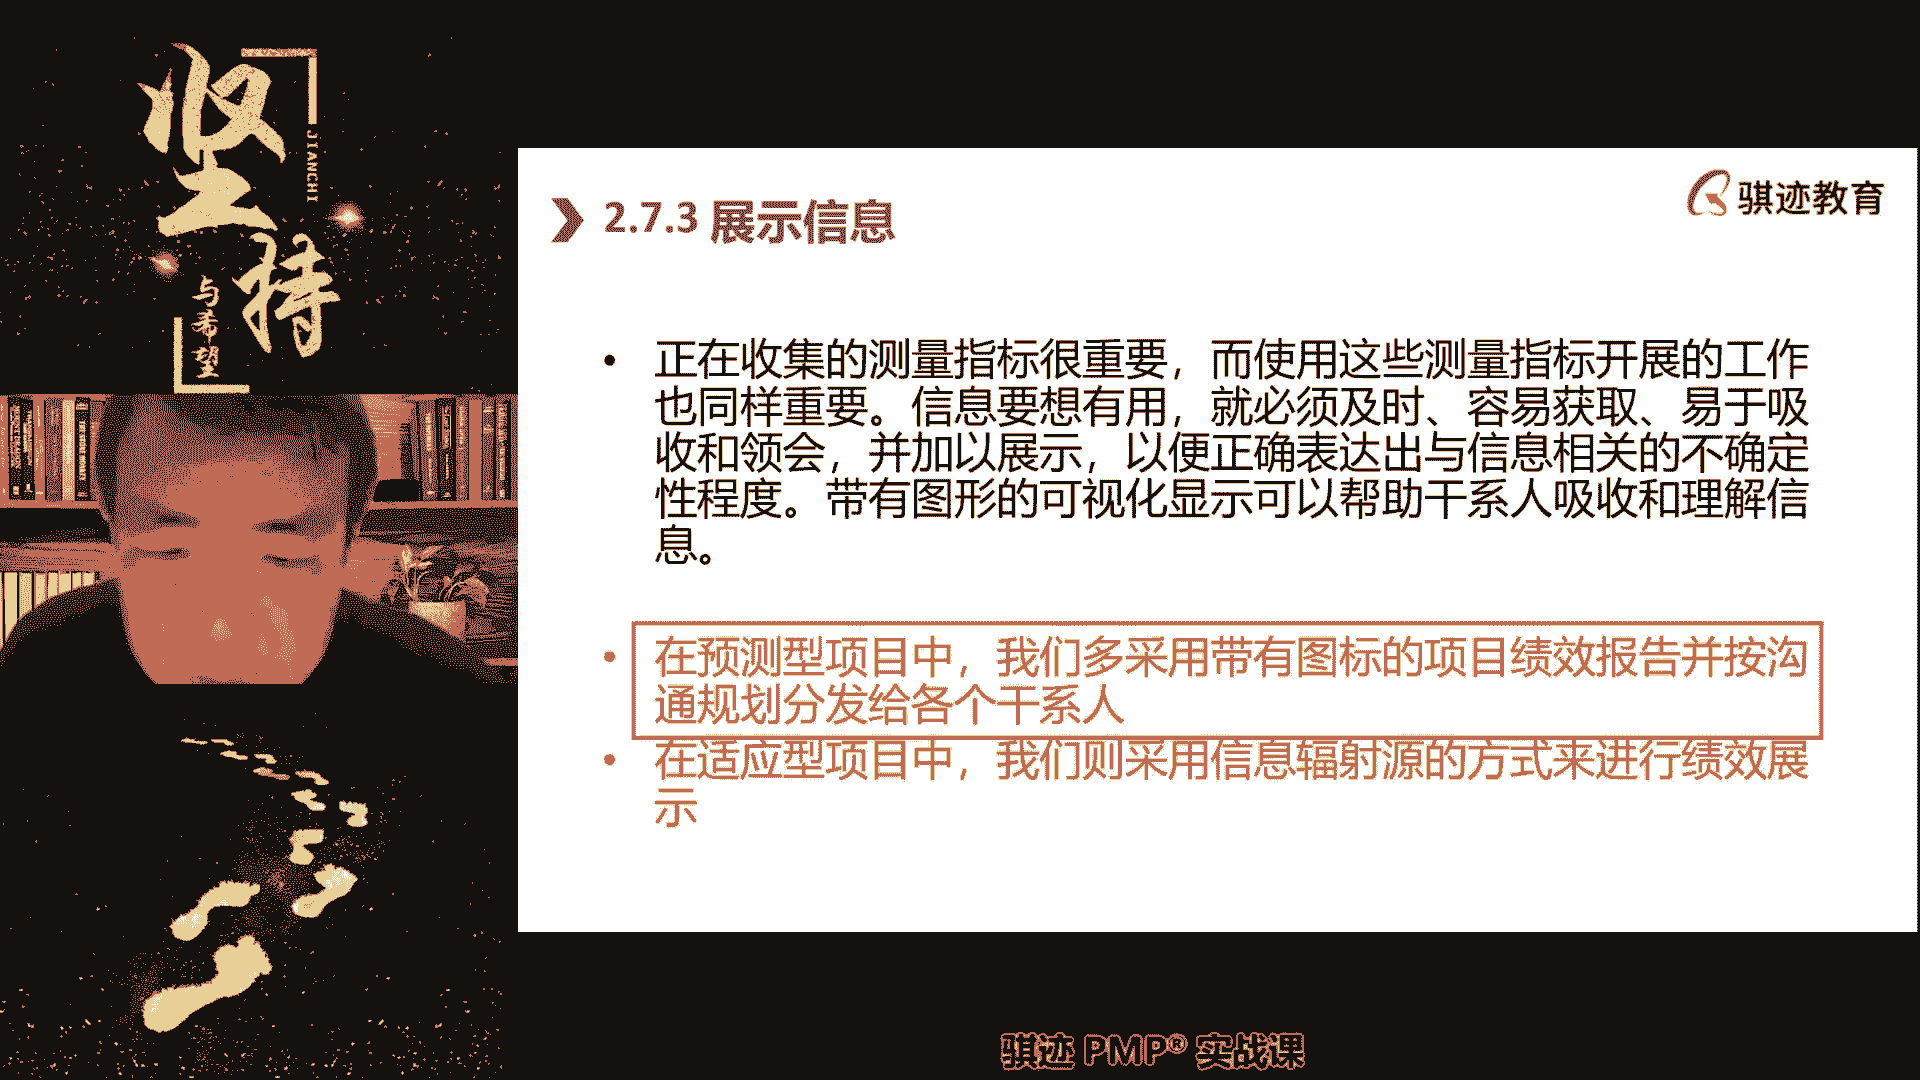 坚持
JIANCHI
与希望
骐迹教育
2.7.3 展示信息
• 正在收集的测量指标很重要，而使用这些测量指标开展的工作
也同样重要。信息要想有用，就必须及时、容易获取、易于吸
收和领会，并加以展示，以便正确表达出与信息相关的不确定
性程度。带有图形的可视化显示可以帮助干系人吸收和理解信
息。
• 在预测型项目中，我们多采用带有图标的项目绩效报告并按沟
通规划分发给各个干系人
• 在适应型项目中，我们则采用信息辐射源的方式来进行绩效展
示
骐迹 PMP® 实战课